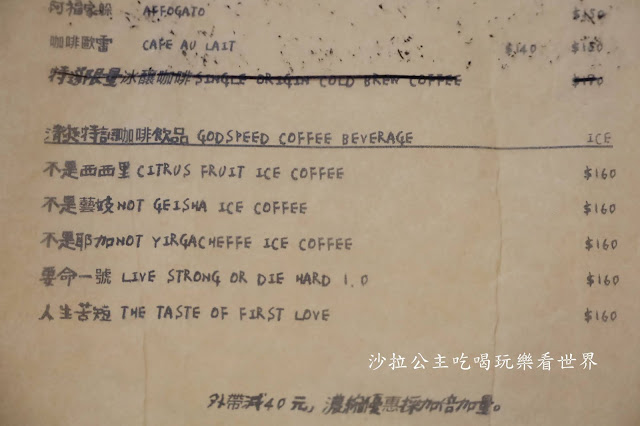 阿福家朵 AFFOGATO $150
咖啡歐蕾 CAFE AU LAIT $140 $150
特選限量冰釀咖啡 SINGLE ORIGIN COLD BREW COFFEE
清爽特調咖啡飲品 GODSPEED COFFEE BEVERAGE ICE
不是西西里 CITRUS FRUIT ICE COFFEE $160
不是藝妓 NOT GEISHA ICE COFFEE $160
不是耶加 NOT YIRGACHEFFE ICE COFFEE $160
要命一號 LIVE STRONG OR DIE HARD 1.0 $160
人生苦短 THE TASTE OF FIRST LOVE $160
沙拉公主吃喝玩樂看世界
外帶減40元，濃縮優惠採加倍加量。